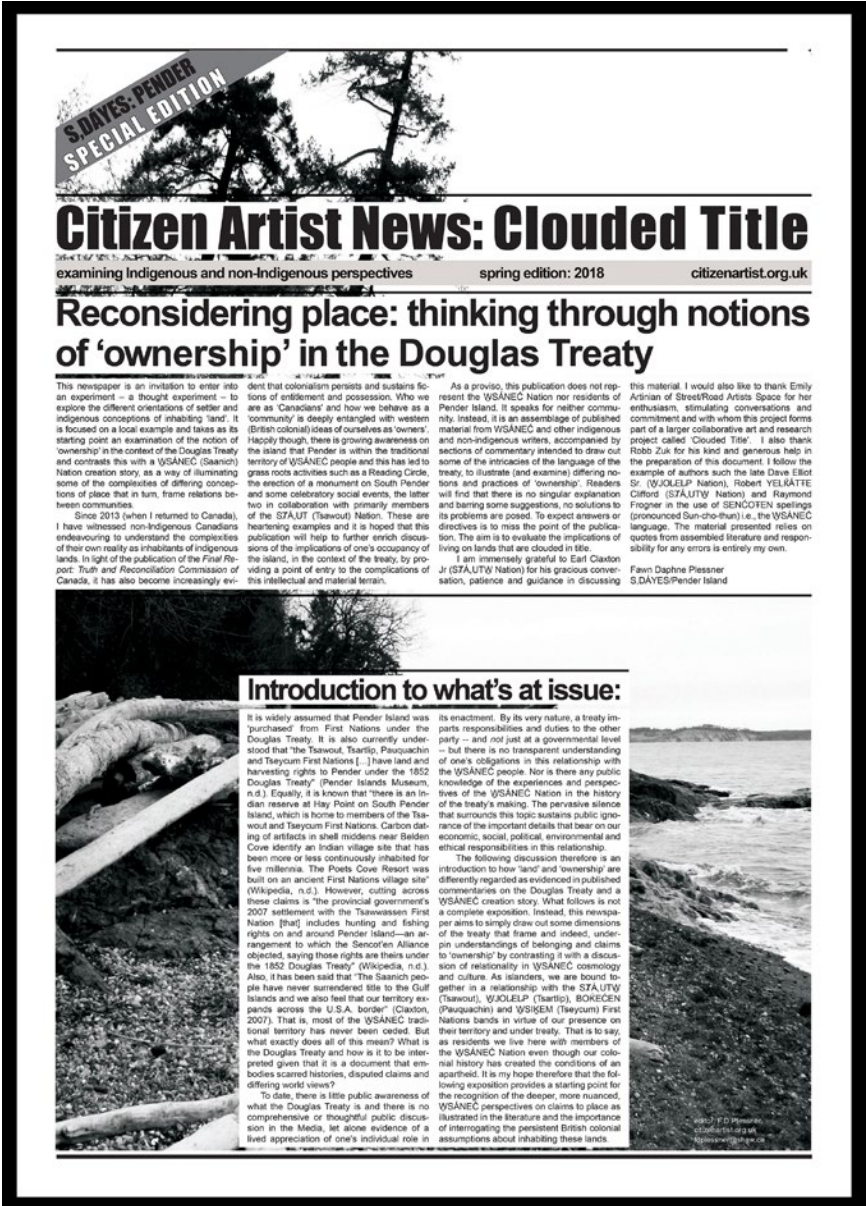 S,DÁYES: PENDER
SPECIAL EDITION
Citizen Artist News: Clouded Title
examining Indigenous and non-Indigenous perspectives
spring edition: 2018
citizenartist.org.uk
Reconsidering place: thinking through notions
of ‘ownership’ in the Douglas Treaty
This newspaper is an invitation to enter into
an experiment – a thought experiment – to
explore the different orientations of settler and
indigenous conceptions of inhabiting ‘land’. It
is focused on a local example and takes as its
starting point an examination of the notion of
‘ownership’ in the context of the Douglas Treaty
and contrasts this with a W̱SÁNEĆ (Saanich)
Nation creation story, as a way of illuminating
some of the complexities of differing concep-
tions of place that in turn, frame relations be-
tween communities.
Since 2013 (when I returned to Canada),
I have witnessed non-Indigenous Canadians
endeavouring to understand the complexities
of their own reality as inhabitants of indigenous
lands. In light of the publication of the Final Re-
port: Truth and Reconciliation Commission of
Canada, it has also become increasingly evi-
dent that colonialism persists and sustains fic-
tions of entitlement and possession. Who we
are as ‘Canadians’ and how we behave as a
‘community’ is deeply entangled with western
(British colonial) ideas of ourselves as ‘owners’.
Happily though, there is growing awareness on
the island that Pender is within the traditional
territory of W̱SÁNEĆ people and this has led to
grass roots activities such as a Reading Circle,
the erection of a monument on South Pender
and some celebratory social events, the latter
two in collaboration with primarily members
of the SȾÁ,UT (Tsawout) Nation. These are
heartening examples and it is hoped that this
publication will help to further enrich discus-
sions of the implications of one’s occupancy of
the island, in the context of the treaty, by pro-
viding a point of entry to the complications of
this intellectual and material terrain.
As a proviso, this publication does not rep-
resent the W̱SÁNEĆ Nation nor residents of
Pender Island. It speaks for neither commu-
nity. Instead, it is an assemblage of published
material from WSÁNEĆ and other indigenous
and non-indigenous writers, accompanied by
sections of commentary intended to draw out
some of the intricacies of the language of the
treaty, to illustrate (and examine) differing no-
tions and practices of ‘ownership’. Readers
will find that there is no singular explanation
and barring some suggestions, no solutions to
its problems are posed. To expect answers or
directives is to miss the point of the publica-
tion. The aim is to evaluate the implications of
living on lands that are clouded in title.
I am immensely grateful to Earl Claxton
Jr (SȾÁ,UTW̱ Nation) for his gracious conver-
sation, patience and guidance in discussing
this material. I would also like to thank Emily
Artinian of Street/Road Artists Space for her
enthusiasm, stimulating conversations and
commitment and with whom this project forms
part of a larger collaborative art and research
project called ‘Clouded Title’. I also thank
Robb Zuk for his kind and generous help in
the preparation of this document. I follow the
example of authors such the late Dave Elliot
Sr. (W̱JOLEȽP Nation), Robert YELḰÁTTE
Clifford (SȾÁ,UTW̱ Nation) and Raymond
Frogner in the use of SENĆOŦEN spellings
(pronounced Sun-cho-thun) i.e., the W̱SÁNEĆ
language. The material presented relies on
quotes from assembled literature and respon-
sibility for any errors is entirely my own.
Fawn Daphne Plessner
S,DÁYES/Pender Island
Introduction to what’s at issue:
It is widely assumed that Pender Island was
‘purchased’ from First Nations under the
Douglas Treaty. It is also currently under-
stood that “the Tsawout, Tsartlip, Pauquachin
and Tseycum First Nations [...] have land and
harvesting rights to Pender under the 1852
Douglas Treaty” (Pender Islands Museum,
n.d.). Equally, it is known that “there is an In-
dian reserve at Hay Point on South Pender
Island, which is home to members of the Tsa-
wout and Tseycum First Nations. Carbon dat-
ing of artifacts in shell middens near Belden
Cove identify an Indian village site that has
been more or less continuously inhabited for
five millennia. The Poets Cove Resort was
built on an ancient First Nations village site”
(Wikipedia, n.d.). However, cutting across
these claims is “the provincial government’s
2007 settlement with the Tsawwassen First
Nation [that] includes hunting and fishing
rights on and around Pender Island—an ar-
rangement to which the Sencot’en Alliance
objected, saying those rights are theirs under
the 1852 Douglas Treaty” (Wikipedia, n.d.).
Also, it has been said that “The Saanich peo-
ple have never surrendered title to the Gulf
Islands and we also feel that our territory ex-
pands across the U.S.A. border” (Claxton,
2007). That is, most of the W̱SÁNEĆ tradi-
tional territory has never been ceded. But
what exactly does all of this mean? What is
the Douglas Treaty and how is it to be inter-
preted given that it is a document that em-
bodies scarred histories, disputed claims and
differing world views?
To date, there is little public awareness of
what the Douglas Treaty is and there is no
comprehensive or thoughtful public discus-
sion in the Media, let alone evidence of a
lived appreciation of one’s individual role in
its enactment. By its very nature, a treaty im-
parts responsibilities and duties to the other
party – and not just at a governmental level
– but there is no transparent understanding
of one’s obligations in this relationship with
the W̱SÁNEĆ people. Nor is there any public
knowledge of the experiences and perspec-
tives of the W̱SÁNEĆ Nation in the history
of the treaty’s making. The pervasive silence
that surrounds this topic sustains public igno-
rance of the important details that bear on our
economic, social, political, environmental and
ethical responsibilities in this relationship.
The following discussion therefore is an
introduction to how ‘land’ and ‘ownership’ are
differently regarded as evidenced in published
commentaries on the Douglas Treaty and a
W̱SÁNEĆ creation story. What follows is not
a complete exposition. Instead, this newspa-
per aims to simply draw out some dimensions
of the treaty that frame and indeed, under-
pin understandings of belonging and claims
to ‘ownership’ by contrasting it with a discus-
sion of relationality in W̱SÁNEĆ cosmology
and culture. As islanders, we are bound to-
gether in a relationship with the SȾÁ,UTW̱
(Tsawout), W̱JOLEȽP (Tsartlip), BOḰEĆEN
(Pauquachin) and W̱SIḴEM (Tseycum) First
Nations bands in virtue of our presence on
their territory and under treaty. That is to say,
as residents we live here with members of
the W̱SÁNEĆ Nation even though our colo-
nial history has created the conditions of an
apartheid. It is my hope therefore that the fol-
lowing exposition provides a starting point for
the recognition of the deeper, more nuanced,
W̱SÁNEĆ perspectives on claims to place as
illustrated in the literature and the importance
of interrogating the persistent British colonial
assumptions about inhabiting these lands.
editor: F.D.Plessner
citizenartist.org.uk
fdplessner@shaw.ca